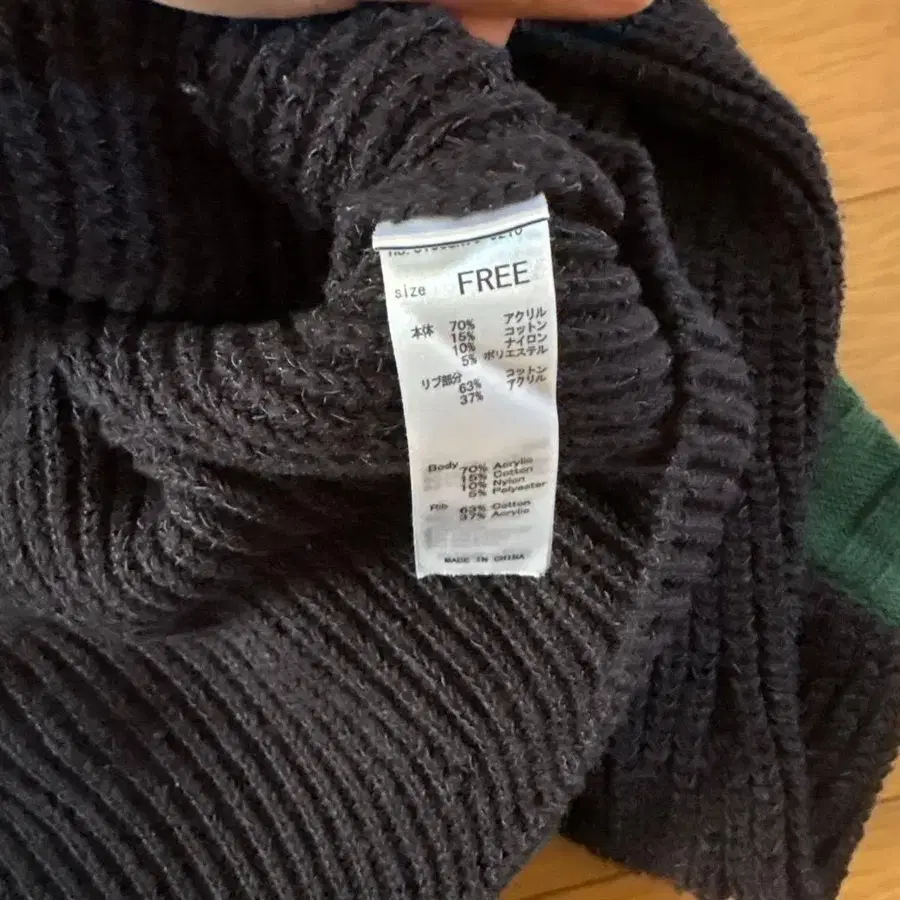 size FREE
本体 70% アクリル
15% コットン
10% ナイロン
5% ポリエステル
リブ部分 63% コットン
37% アクリル
Body 70% Acrylic
15% Cotton
10% Nylon
5% Polyester
Rib 63% Cotton
37% Acrylic
MADE IN CHINA